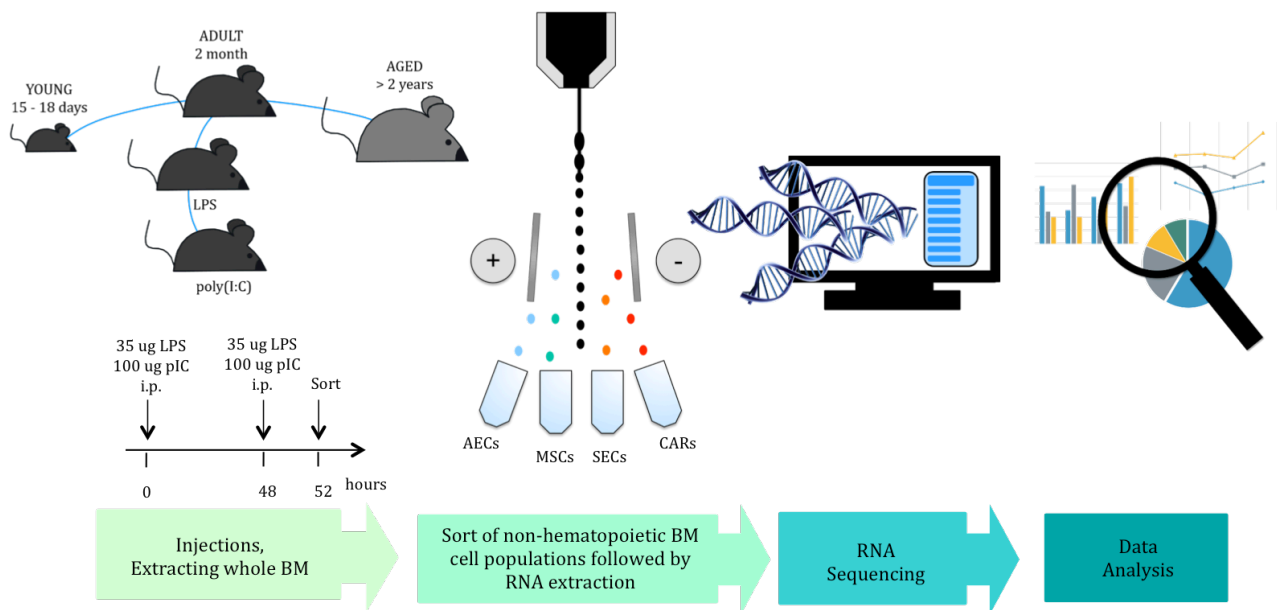 ADULT
2 month
AGED
> 2 years
YOUNG
15 - 18 days
LPS
poly(I:C)
+
-
35 ug LPS
100 ug pIC
i.p.
35 ug LPS
100 ug pIC
i.p.
Sort
0
48
52
hours
AECs
MSCs
SECs
CARs
Injections,
Extracting whole BM
Sort of non-hematopoietic BM
cell populations followed by
RNA extraction
RNA
Sequencing
Data
Analysis